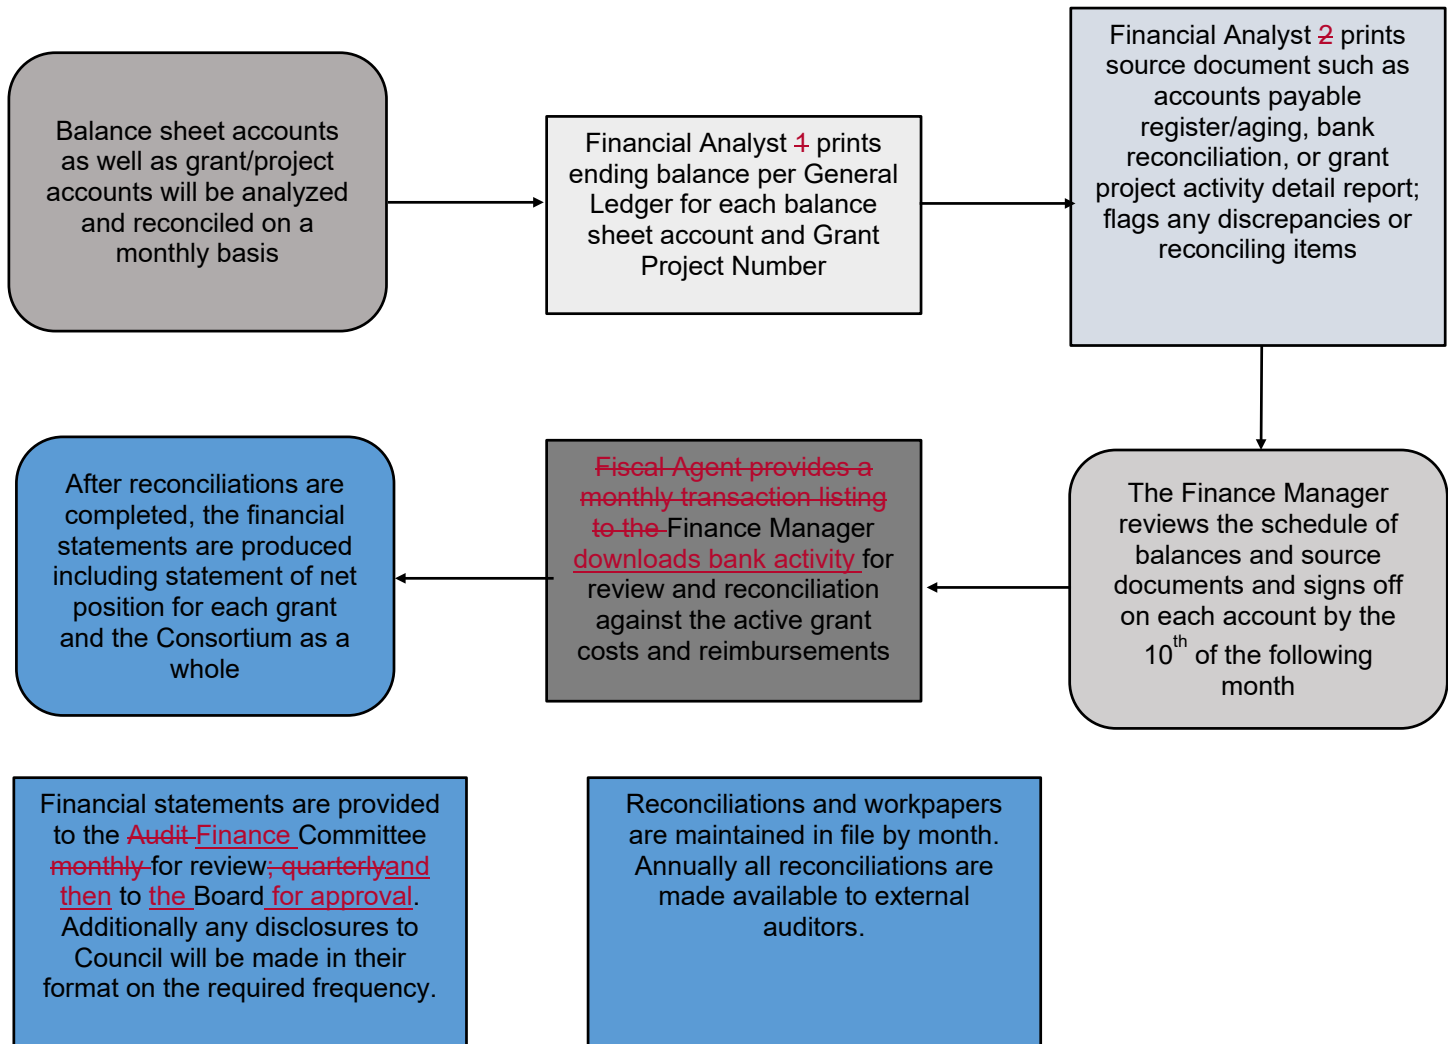 Balance sheet accounts
as well as grant/project
accounts will be analyzed
and reconciled on a
monthly basis
Financial Analyst 1 prints
ending balance per General
Ledger for each balance
sheet account and Grant
Project Number
Financial Analyst 2 prints
source document such as
accounts payable
register/aging, bank
reconciliation, or grant
project activity detail report;
flags any discrepancies or
reconciling items
The Finance Manager
reviews the schedule of
balances and source
documents and signs off
on each account by the
10th of the following
month
Fiscal Agent provides a
monthly transaction listing
to the Finance Manager
downloads bank activity for
review and reconciliation
against the active grant
costs and reimbursements
After reconciliations are
completed, the financial
statements are produced
including statement of net
position for each grant
and the Consortium as a
whole
Financial statements are provided
to the Audit Finance Committee
monthly for review; quarterlyand
then to the Board for approval.
Additionally any disclosures to
Council will be made in their
format on the required frequency.
Reconciliations and workpapers
are maintained in file by month.
Annually all reconciliations are
made available to external
auditors.